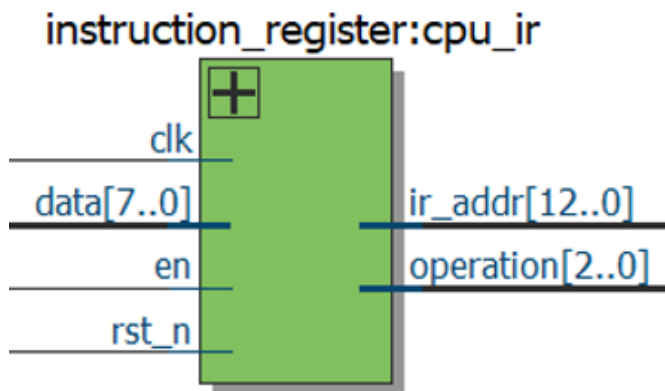 instruction_register:cpu_ir
clk
data[7..0]
ir_addr[12..0]
en
operation[2..0]
rst_n